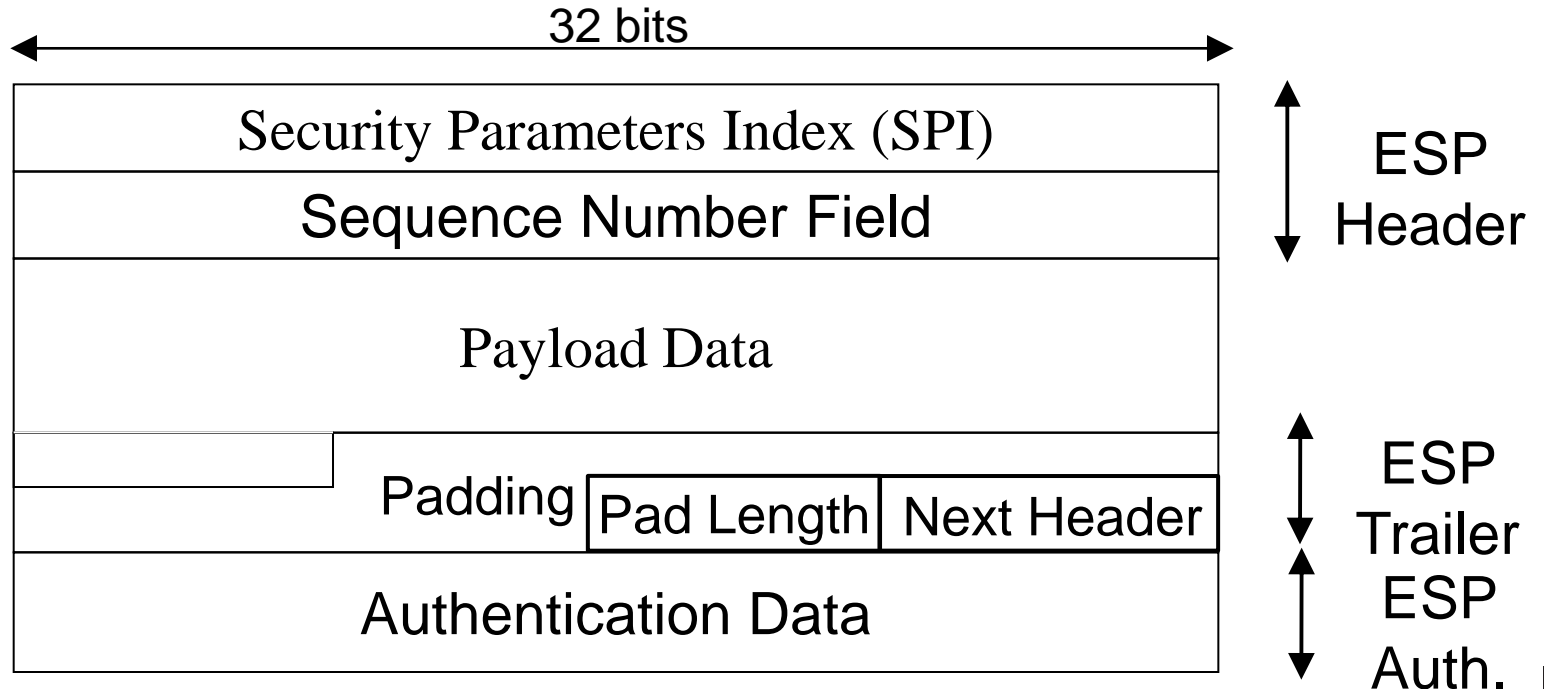 32 bits
Security Parameters Index (SPI)
ESP
Header
Sequence Number Field
Payload Data
Padding
Pad Length
Next Header
ESP
Trailer
Authentication Data
ESP
Auth.